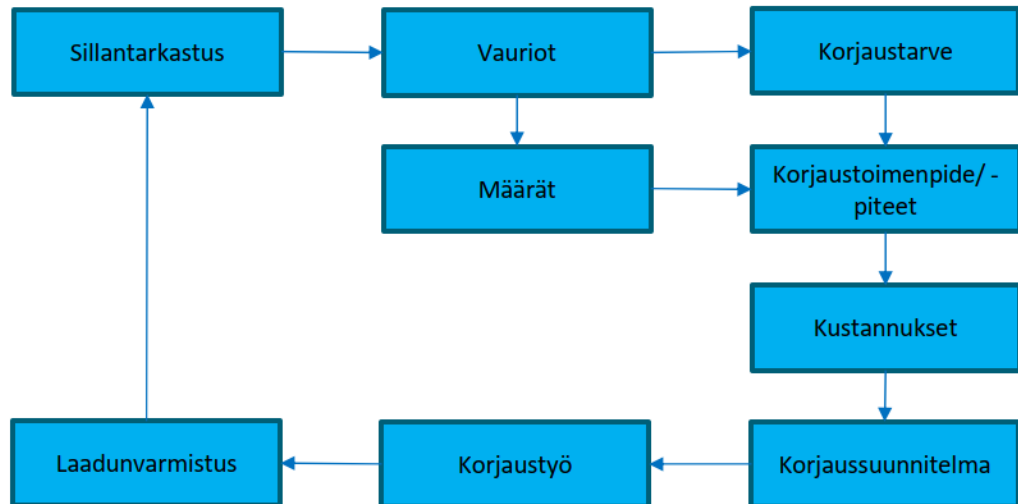 Sillantarkastus
Vauriot
Korjaustarve
Määrät
Korjaustoimenpide/ -
piteet
Kustannukset
Laadunvarmistus
Korjaustyö
Korjaussuunnitelma